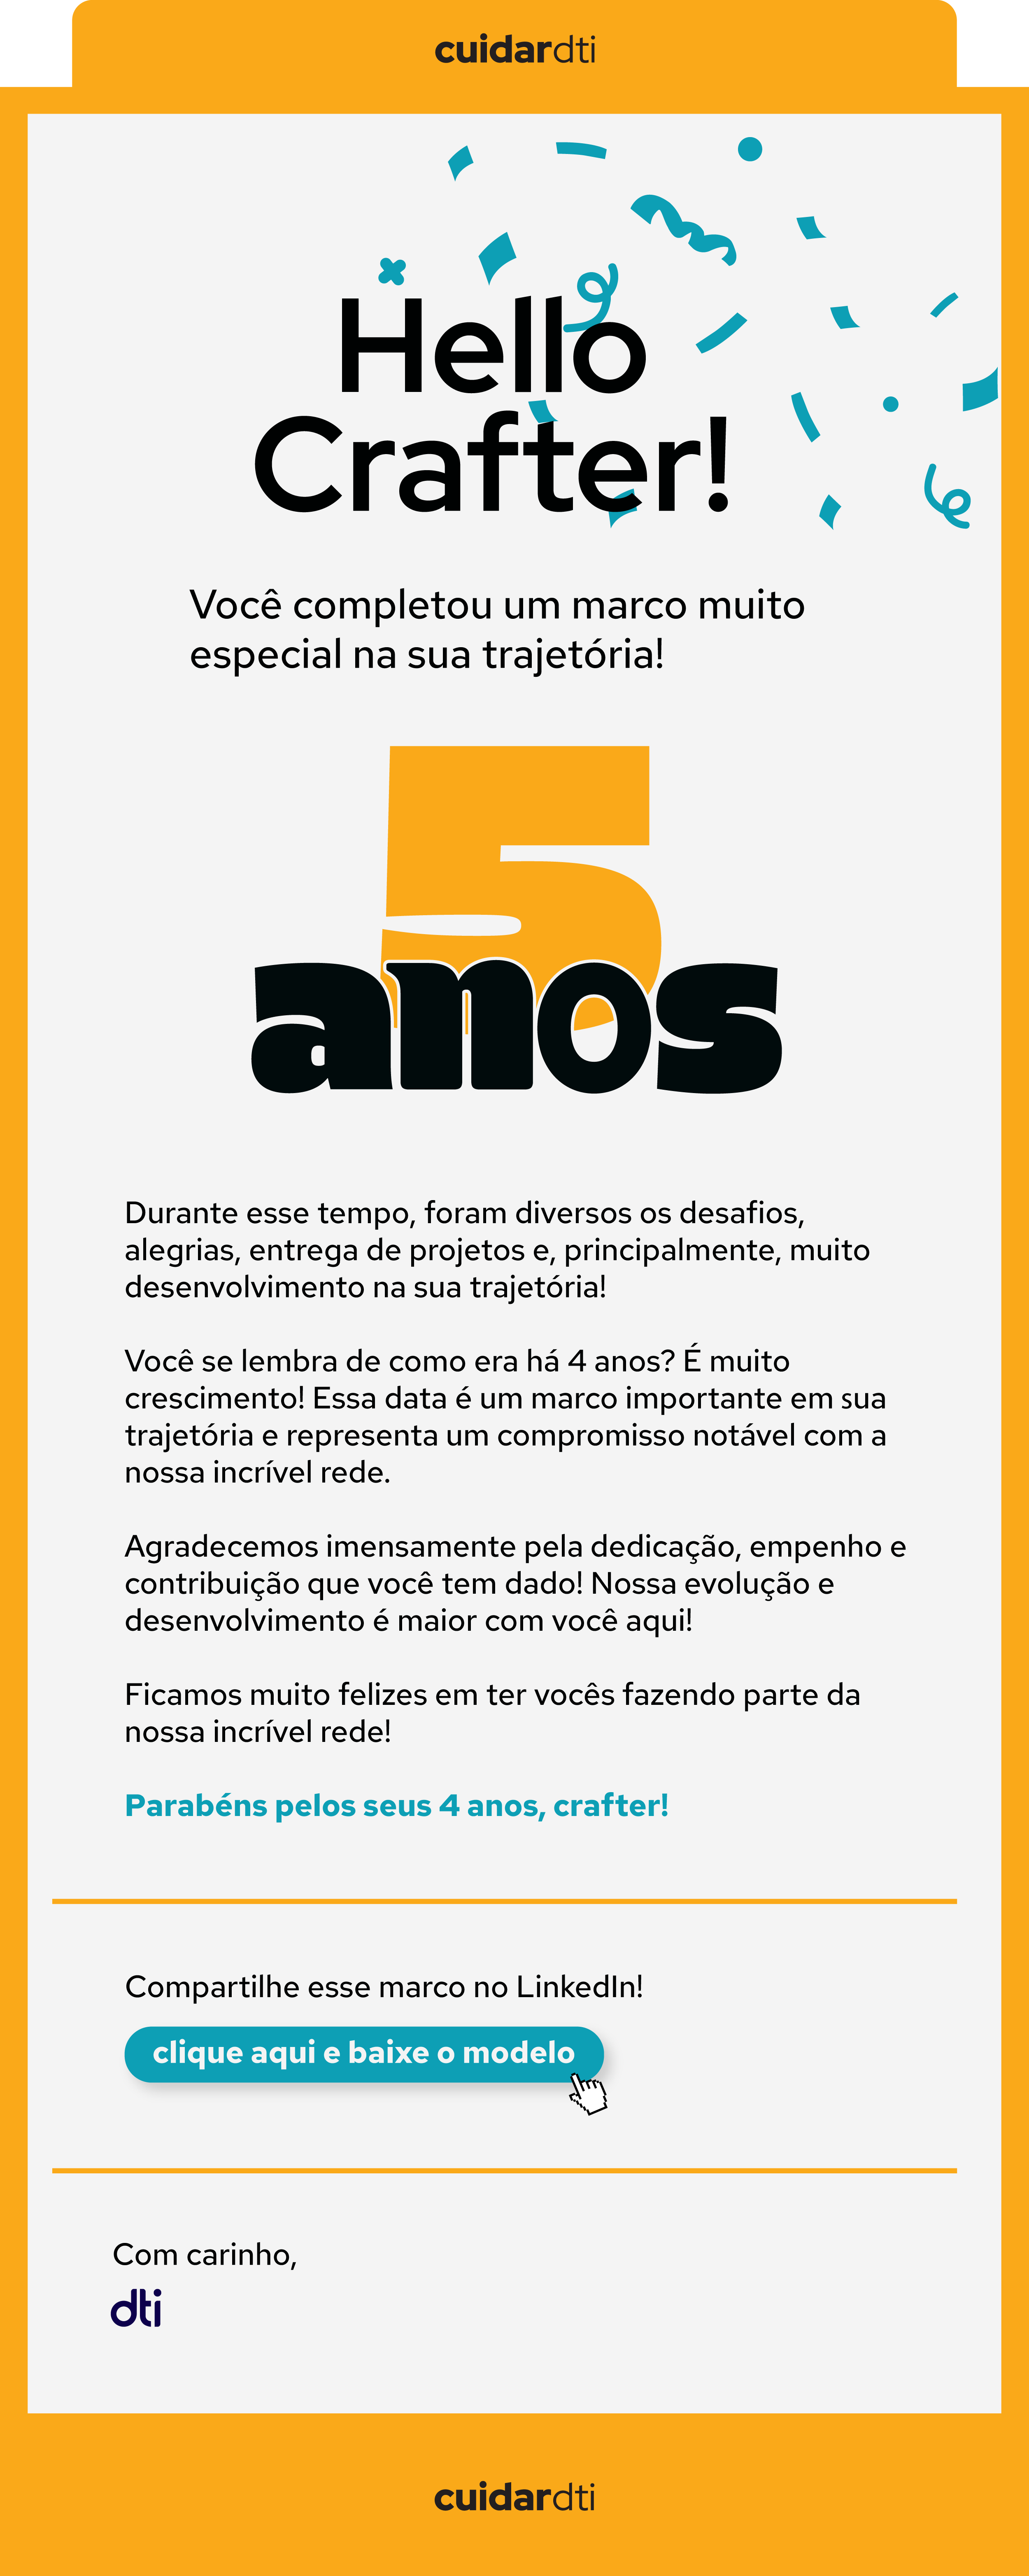 cuidardti
Hello
Crafter!
Você completou um marco muito
especial na sua trajetória!
5
anos
Durante esse tempo, foram diversos os desafios,
alegrias, entrega de projetos e, principalmente, muito
desenvolvimento na sua trajetória!
Você se lembra de como era há 4 anos? É muito
crescimento! Essa data é um marco importante em sua
trajetória e representa um compromisso notável com a
nossa incrível rede.
Agradecemos imensamente pela dedicação, empenho e
contribuição que você tem dado! Nossa evolução e
desenvolvimento é maior com você aqui!
Ficamos muito felizes em ter vocês fazendo parte da
nossa incrível rede!
Parabéns pelos seus 4 anos, crafter!
Compartilhe esse marco no LinkedIn!
clique aqui e baixe o modelo
Com carinho,
dti
cuidardti